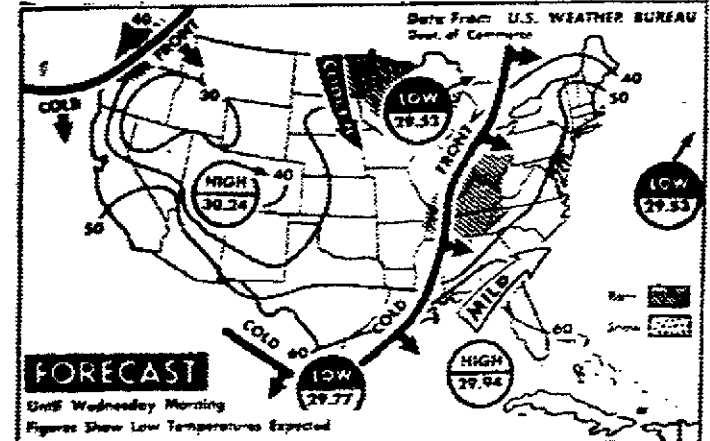 Data From U.S. WEATHER BUREAU
Dept. of Commerce
40
FRONT
COLD
30
LOW
29.53
40
50
FRONT
HIGH
30.24
40
50
LOW
29.53
COLD
MILD
Snow
COLD
60
60
LOW
29.77
HIGH
29.94
FORECAST
Until Wednesday Morning
Figures Show Low Temperatures Expected